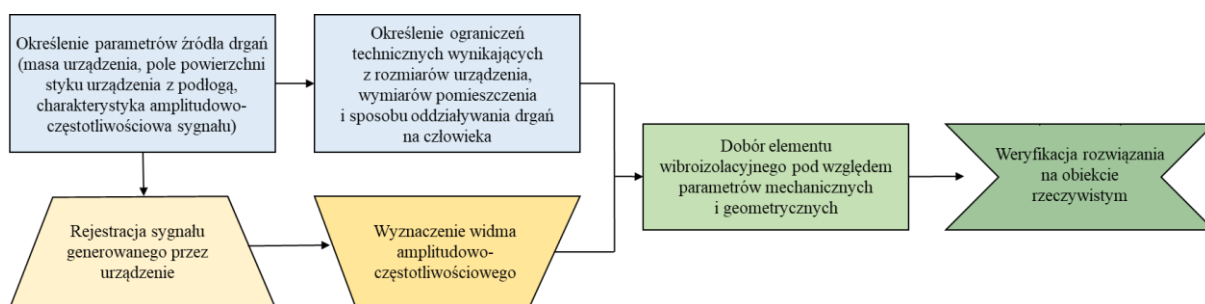 Określenie parametrów źródła drgań
(masa urządzenia, pole powierzchni
styku urządzenia z podłogą,
charakterystyka amplitudowo-
częstotliwościowa sygnału)
Określenie ograniczeń
technicznych wynikających
z rozmiarów urządzenia,
wymiarów pomieszczenia
i sposobu oddziaływania drgań
na człowieka
Rejestracja sygnału
generowanego przez
urządzenie
Wyznaczenie widma
amplitudowo-
częstotliwościowego
Dobór elementu
wibroizolacyjnego pod względem
parametrów mechanicznych
i geometrycznych
Weryfikacja rozwiązania
na obiekcie
rzeczywistym